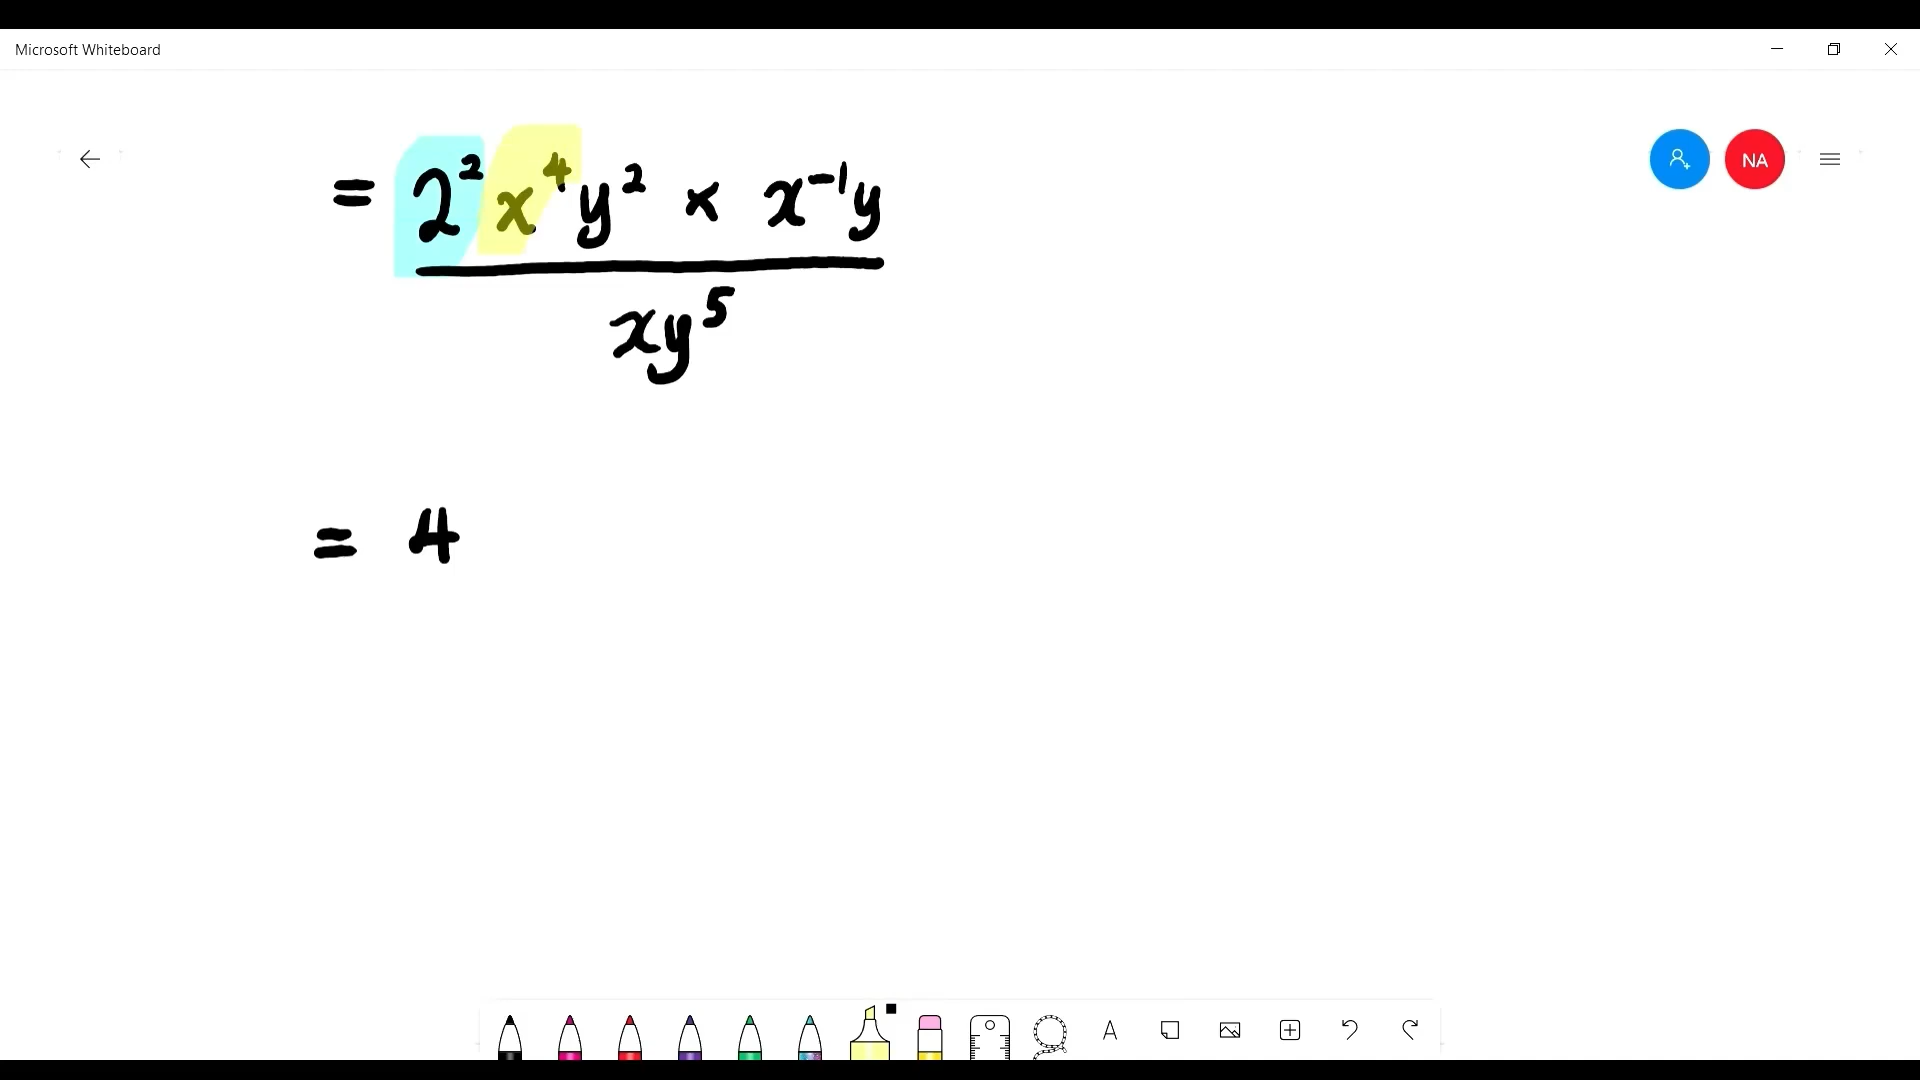 Microsoft Whiteboard
NA
= 2²x⁴y² × x⁻¹y
xy⁵
= 4
A